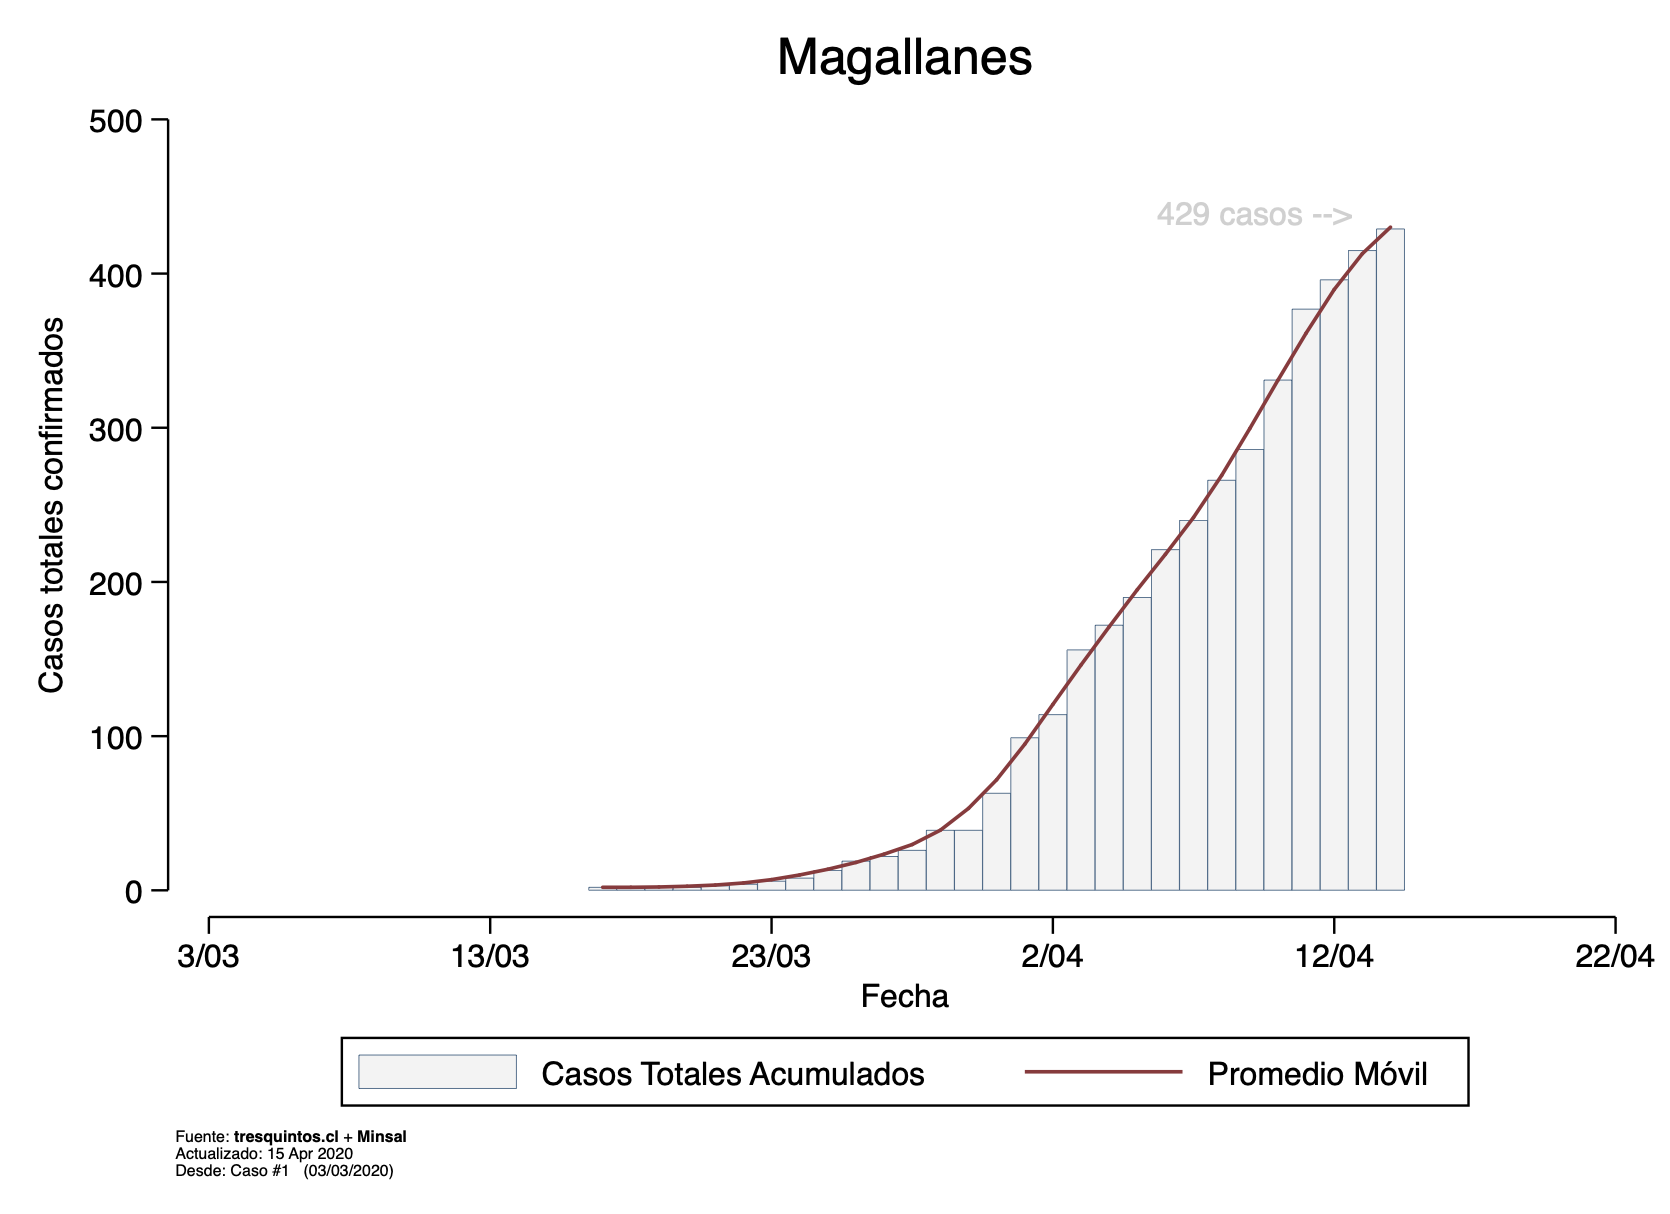 Magallanes
500
400
300
200
100
0
Casos totales confirmados
429 casos -->
3/03 13/03 23/03 2/04 12/04 22/04
Fecha
Casos Totales Acumulados Promedio Móvil
Fuente: tresquintos.cl + Minsal
Actualizado: 15 Apr 2020
Desde: Caso #1 (03/03/2020)